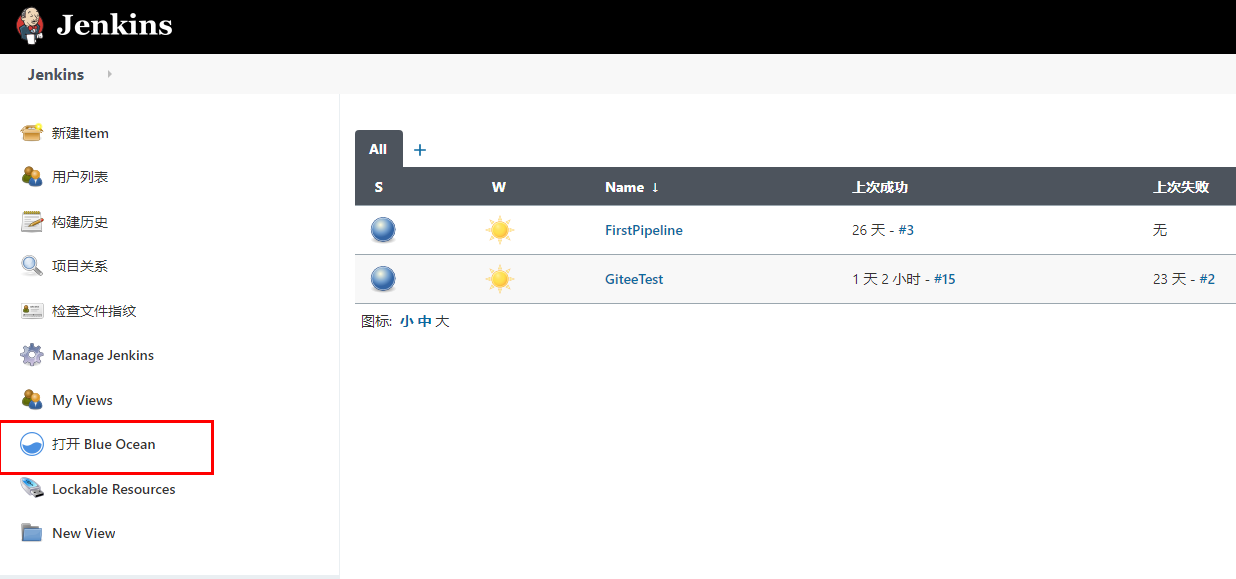 Jenkins
Jenkins
新建Item
用户列表
构建历史
项目关系
检查文件指纹
Manage Jenkins
My Views
打开 Blue Ocean
Lockable Resources
New View
All +
S W Name ↓ 上次成功 上次失败
FirstPipeline 26 天 - #3 无
GiteeTest 1 天 2 小时 - #15 23 天 - #2
图标: 小 中 大